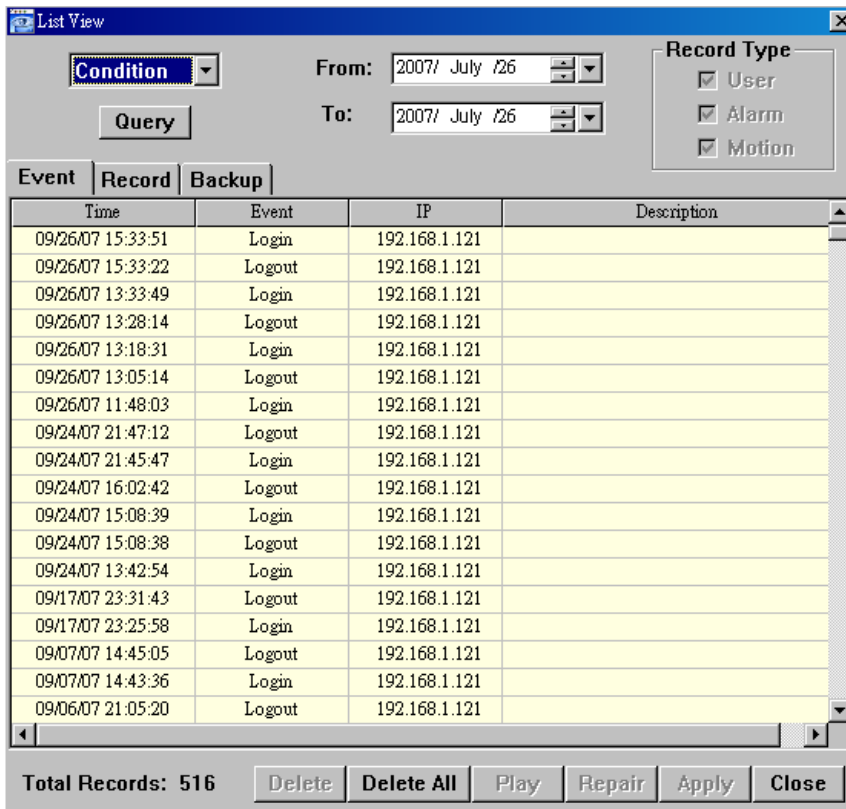 List View
Condition From: 2007/ July /26 Record Type
User
Query To: 2007/ July /26 Alarm
Motion
Event Record Backup
Time Event IP Description
09/26/07 15:33:51 Login 192.168.1.121
09/26/07 15:33:22 Logout 192.168.1.121
09/26/07 13:33:49 Login 192.168.1.121
09/26/07 13:28:14 Logout 192.168.1.121
09/26/07 13:18:31 Login 192.168.1.121
09/26/07 13:05:14 Logout 192.168.1.121
09/26/07 11:48:03 Login 192.168.1.121
09/24/07 21:47:12 Logout 192.168.1.121
09/24/07 21:45:47 Login 192.168.1.121
09/24/07 16:02:42 Logout 192.168.1.121
09/24/07 15:08:39 Login 192.168.1.121
09/24/07 15:08:38 Logout 192.168.1.121
09/24/07 13:42:54 Login 192.168.1.121
09/17/07 23:31:43 Logout 192.168.1.121
09/17/07 23:25:58 Login 192.168.1.121
09/07/07 14:45:05 Logout 192.168.1.121
09/07/07 14:43:36 Login 192.168.1.121
09/06/07 21:05:20 Logout 192.168.1.121
Total Records: 516 Delete Delete All Play Repair Apply Close